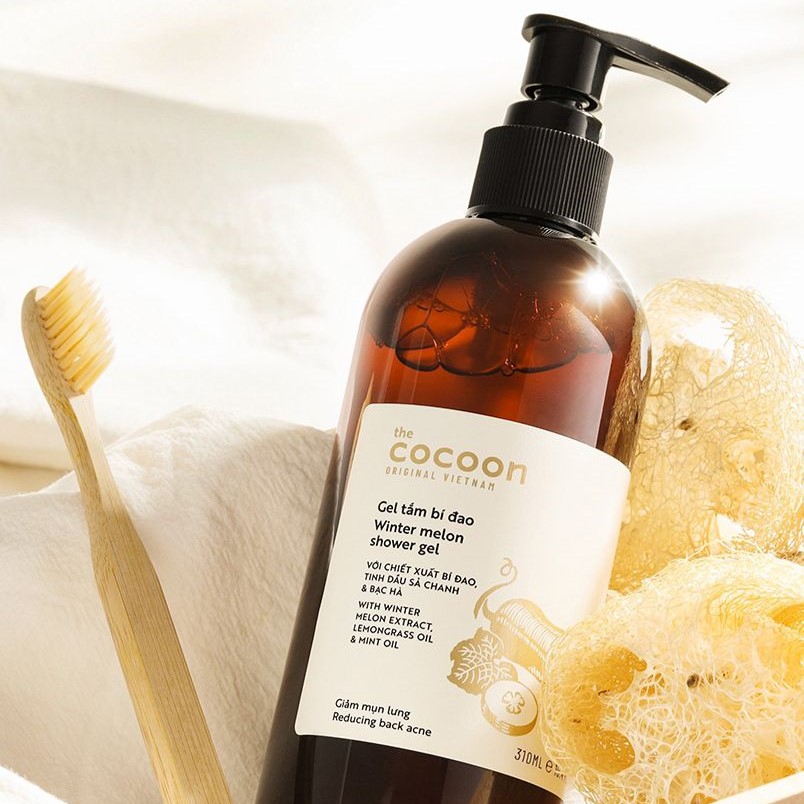 the
cocoon
ORIGINAL VIETNAM
Gel tắm bí đao
Winter melon
shower gel
VỚI CHIẾT XUẤT BÍ ĐAO,
TINH DẦU SẢ CHANH
& BẠC HÀ
WITH WINTER
MELON EXTRACT,
LEMONGRASS OIL
& MINT OIL
Giảm mụn lưng
Reducing back acne
310ML e